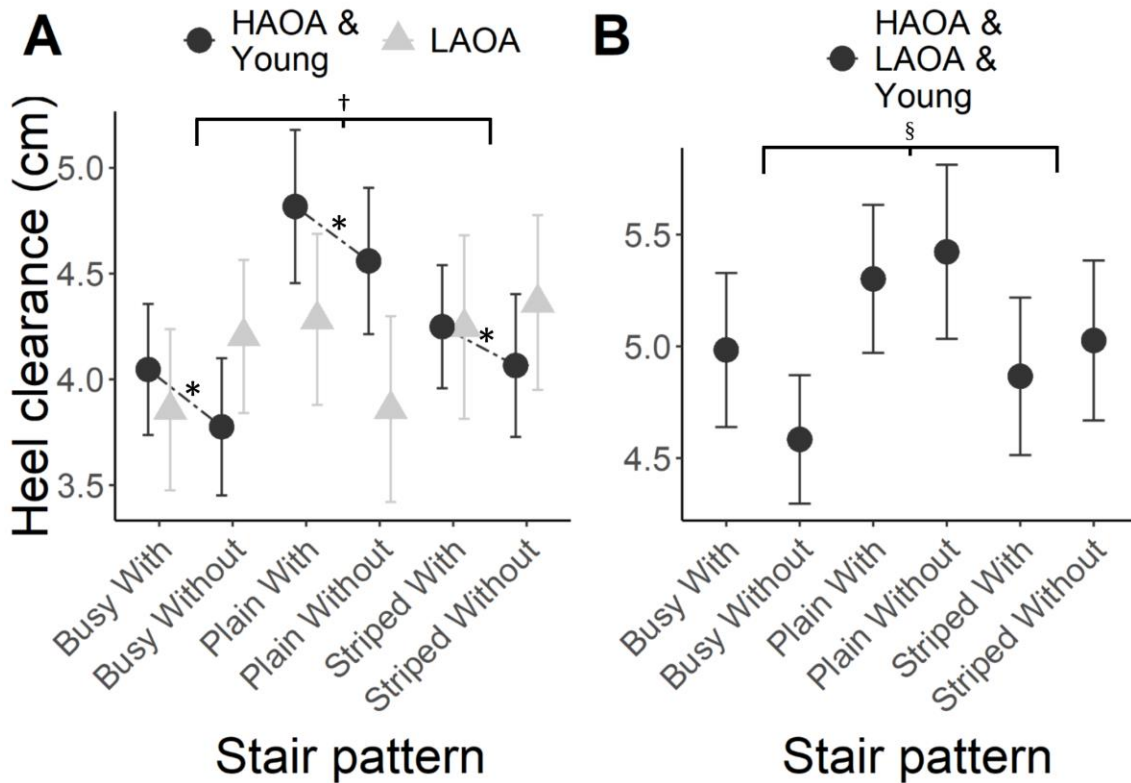 A
HAOA &
Young
LAOA
†
Heel clearance (cm)
5.0
4.5
4.0
3.5
*
*
*
Busy With
Busy Without
Plain With
Plain Without
Striped With
Striped Without
Stair pattern
B
HAOA &
LAOA &
Young
§
5.5
5.0
4.5
Busy With
Busy Without
Plain With
Plain Without
Striped With
Striped Without
Stair pattern